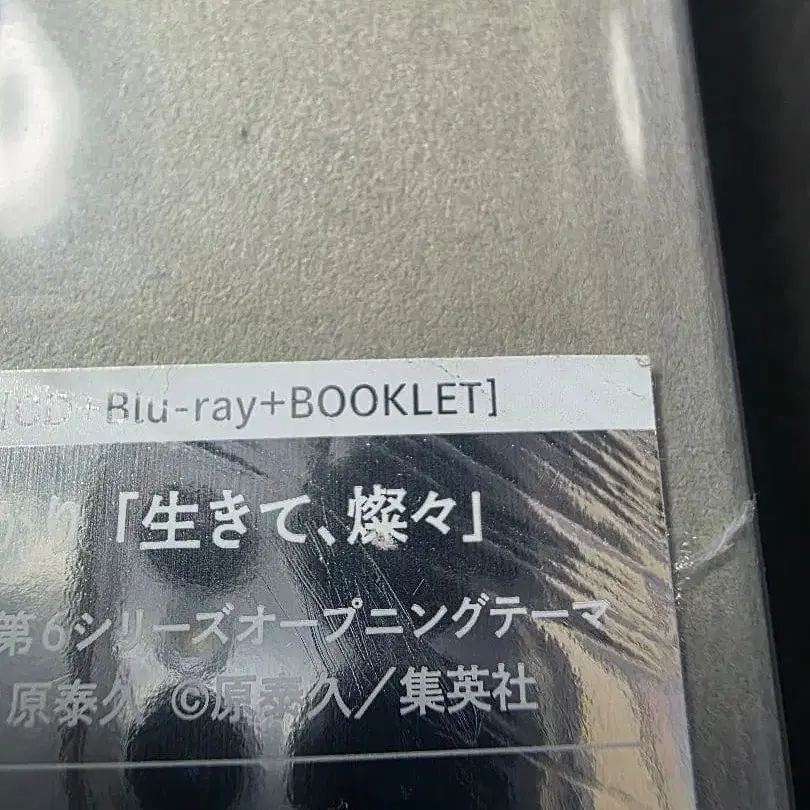 [CD+Blu-ray+BOOKLET]
り「生きて、燦々」
第6シリーズオープニングテーマ
原泰久 ©原泰久／集英社